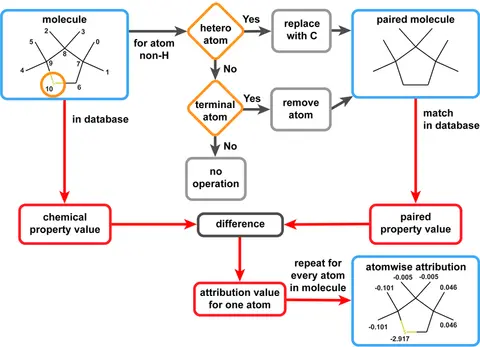 molecule
2
3
5
0
8
9
7
4
1
10
6
for atom
non-H
hetero
atom
Yes
replace
with C
paired molecule
No
terminal
atom
Yes
remove
atom
in database
match
in database
No
no
operation
chemical
property value
difference
paired
property value
attribution value
for one atom
repeat for
every atom
in molecule
atomwise attribution
-0.005 -0.005
-0.101
0.046
-0.101
0.046
-2.917